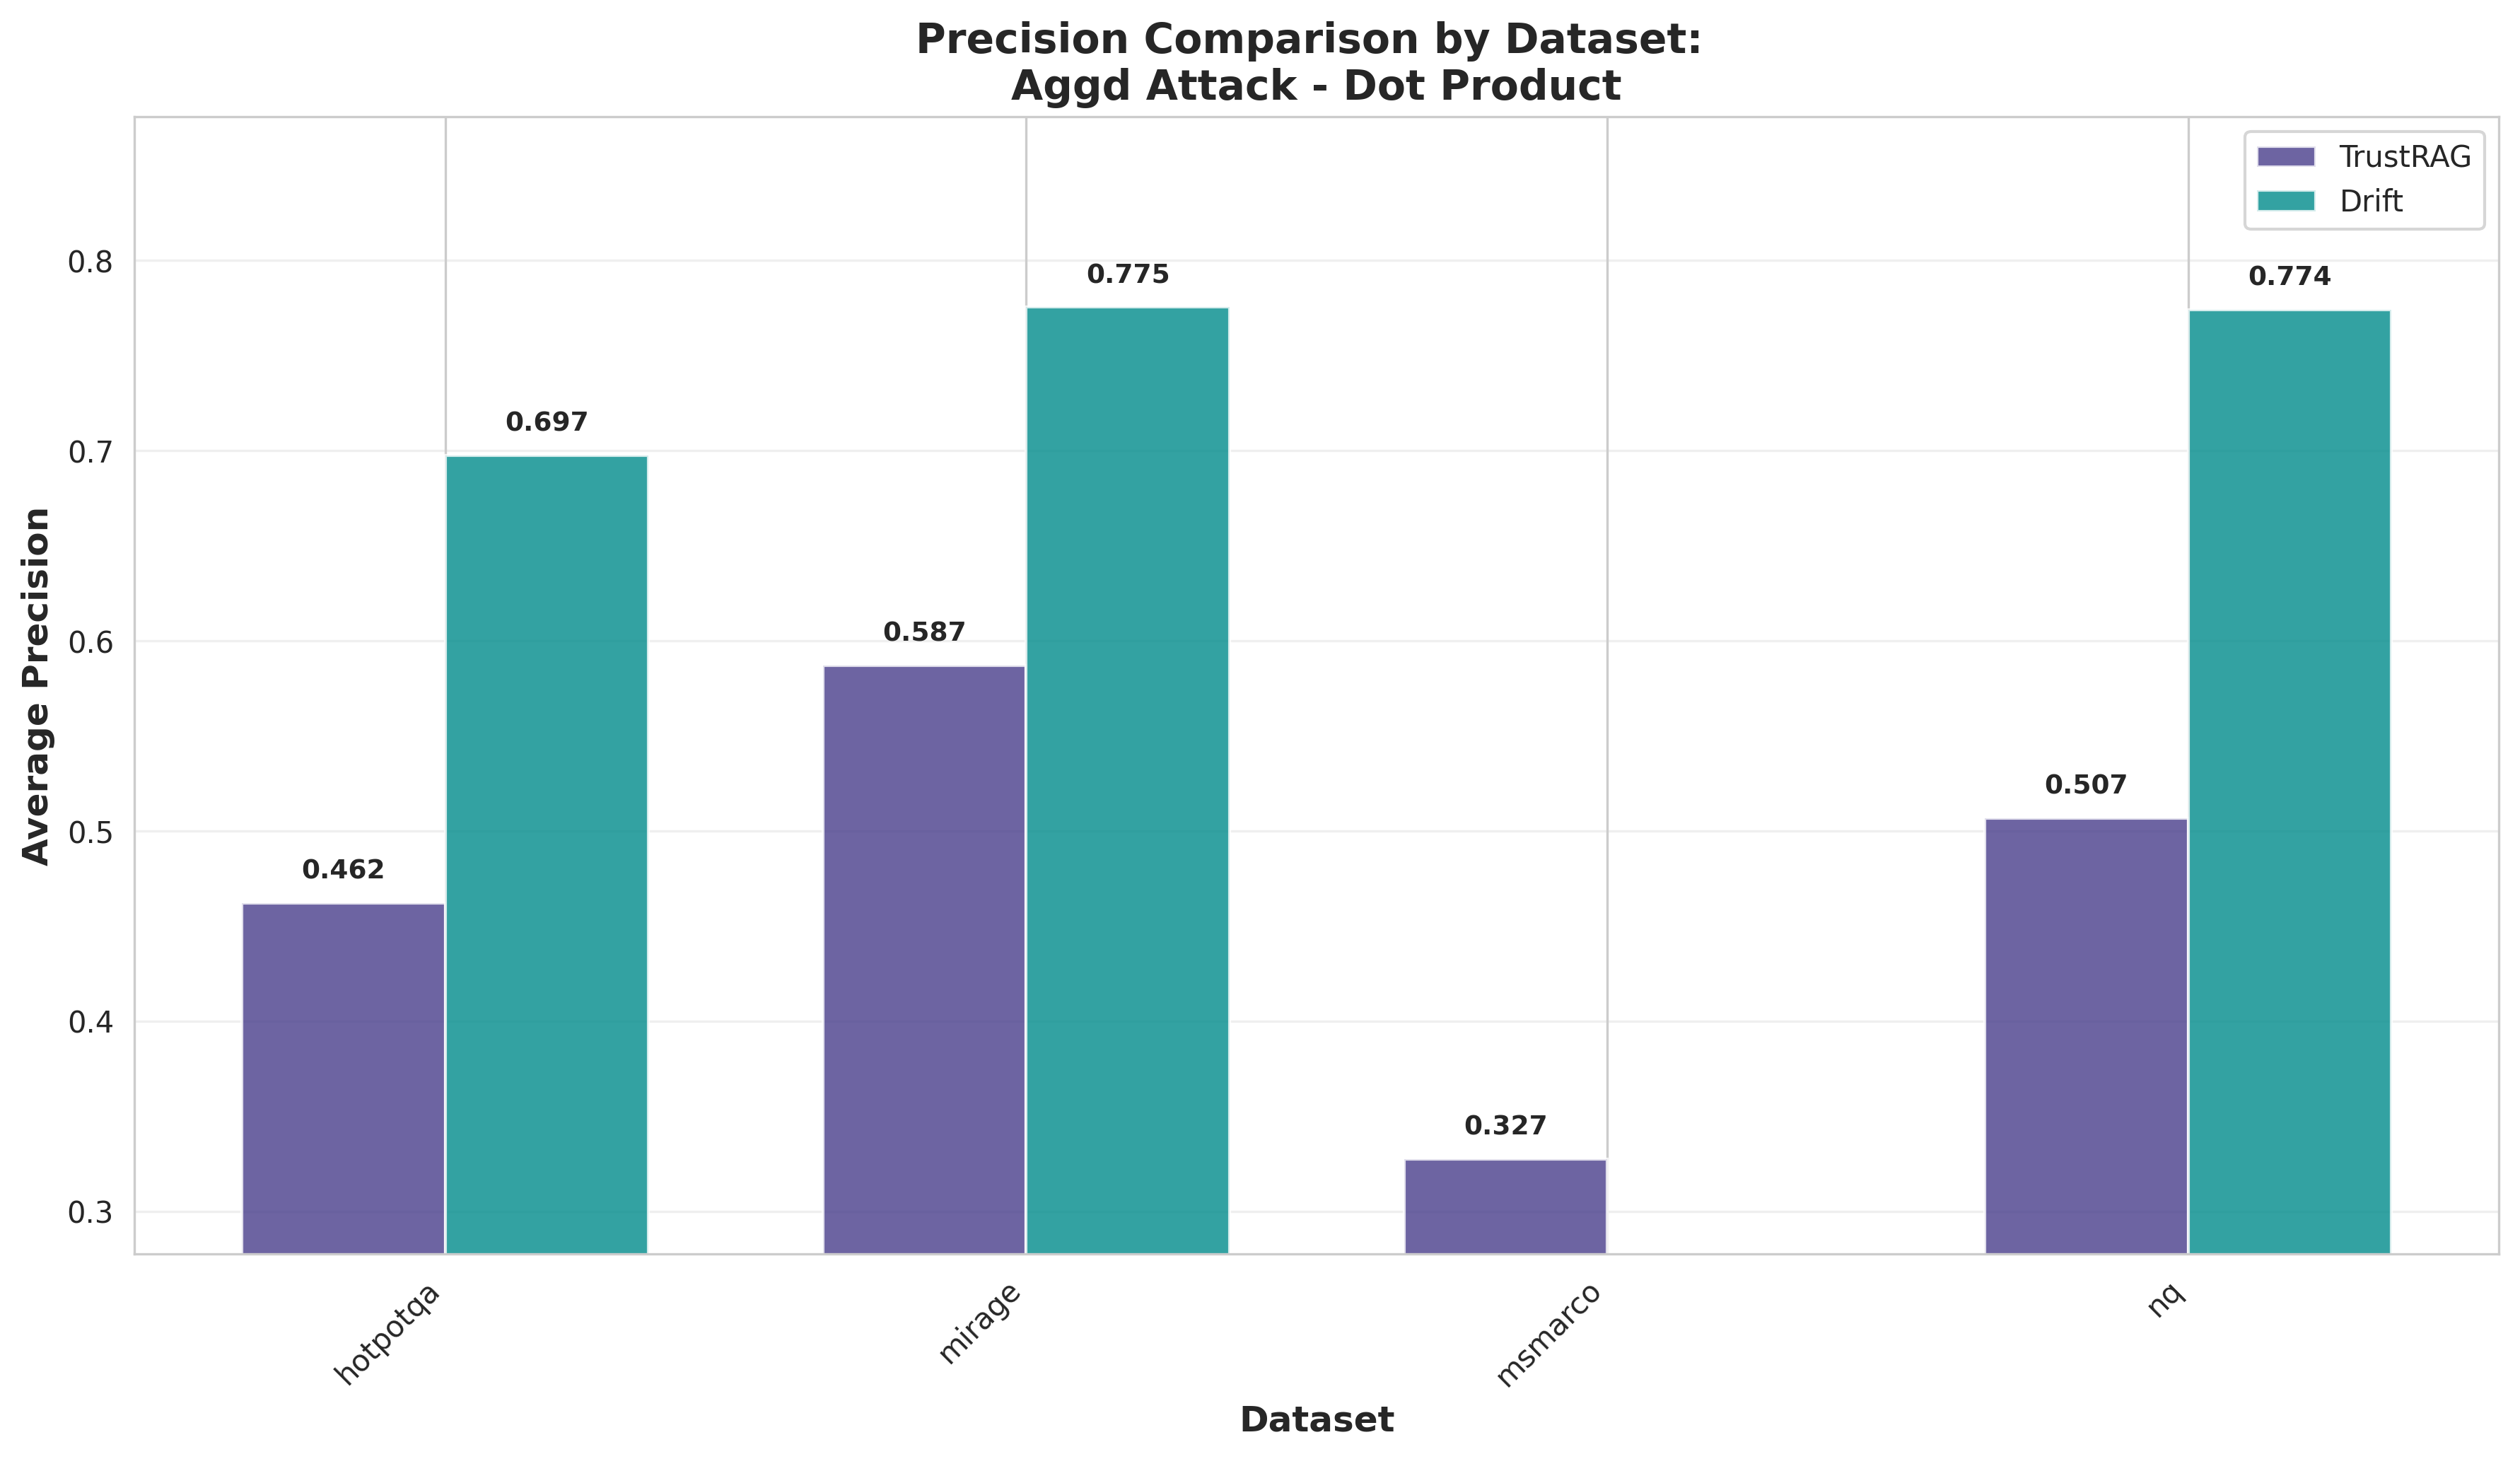 Precision Comparison by Dataset:
Aggd Attack - Dot Product
TrustRAG
Drift
Average Precision
0.8
0.7
0.6
0.5
0.4
0.3
0.462
0.697
0.587
0.775
0.327
0.507
0.774
hotpotqa
mirage
msmarco
nq
Dataset